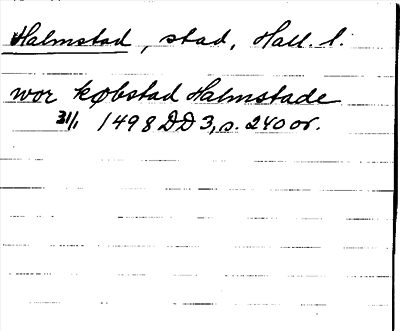 Halmstad, stad, Hall. l.
wor købstad Halmstade
31/1 1498 DD 3, s. 240 or.